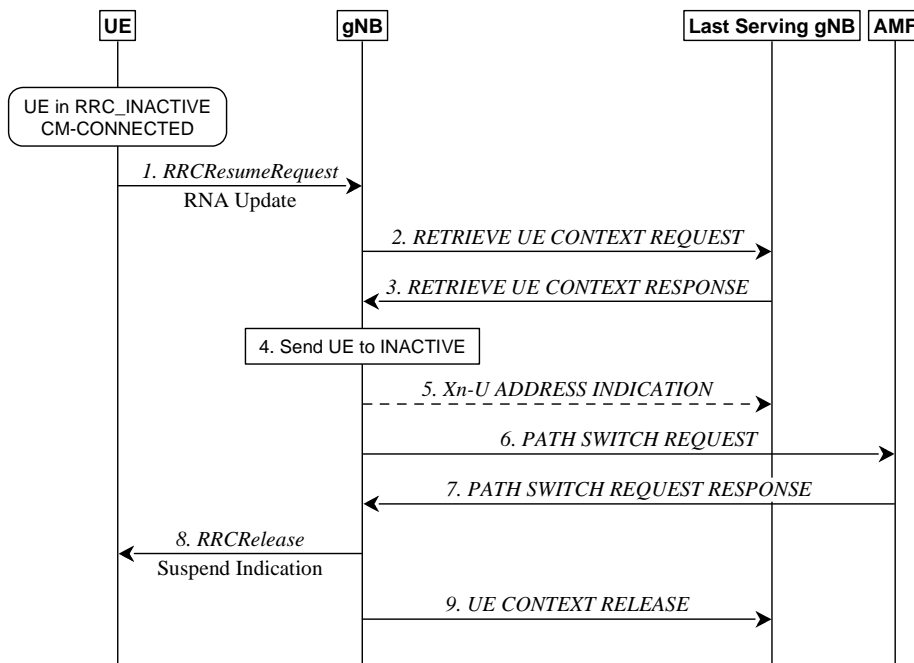 UE
gNB
Last Serving gNB
AMF
UE in RRC_INACTIVE
CM-CONNECTED
1. RRCResumeRequest
RNA Update
2. RETRIEVE UE CONTEXT REQUEST
3. RETRIEVE UE CONTEXT RESPONSE
4. Send UE to INACTIVE
5. Xn-U ADDRESS INDICATION
6. PATH SWITCH REQUEST
7. PATH SWITCH REQUEST RESPONSE
8. RRCRelease
Suspend Indication
9. UE CONTEXT RELEASE